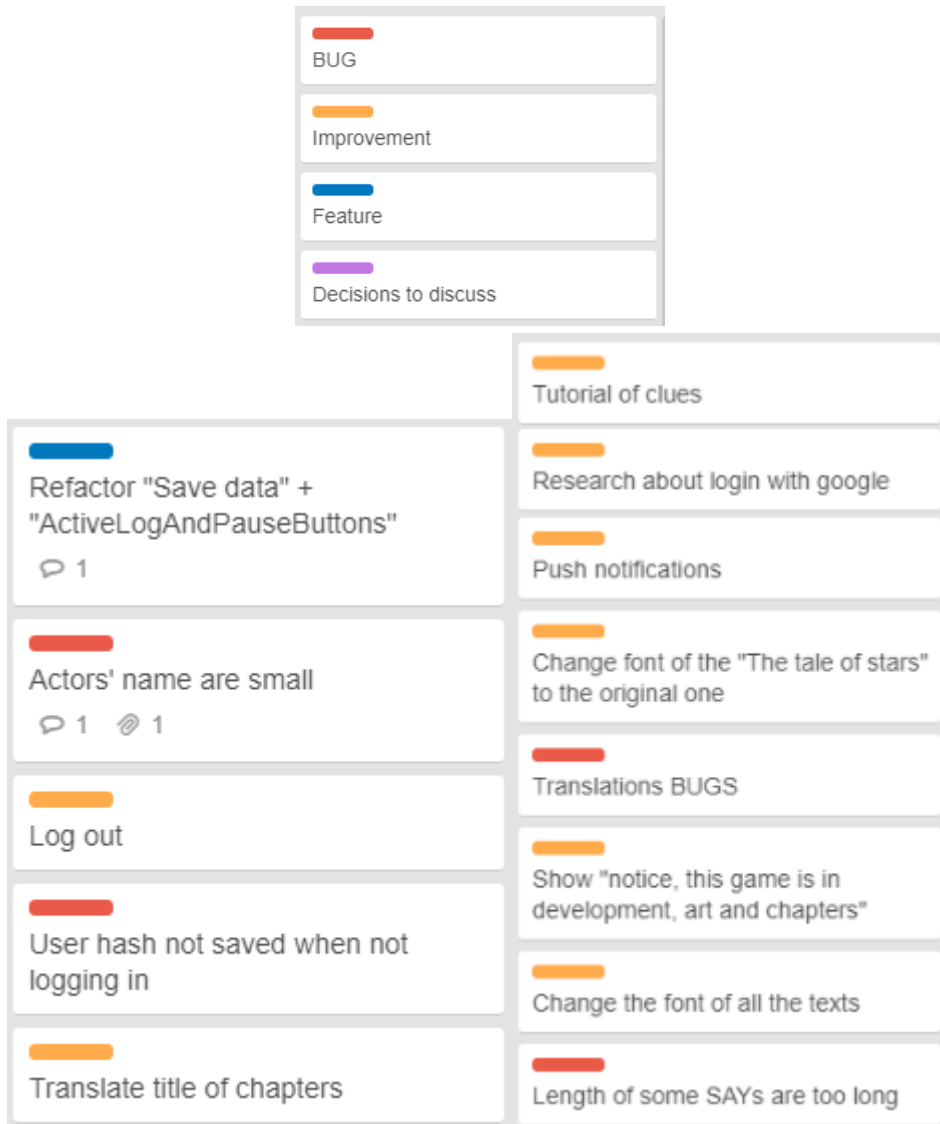 BUG
Improvement
Feature
Decisions to discuss
Refactor "Save data" +
"ActiveLogAndPauseButtons"
1
Actors' name are small
1 1
Log out
User hash not saved when not
logging in
Translate title of chapters
Tutorial of clues
Research about login with google
Push notifications
Change font of the "The tale of stars"
to the original one
Translations BUGS
Show "notice, this game is in
development, art and chapters"
Change the font of all the texts
Length of some SAYs are too long